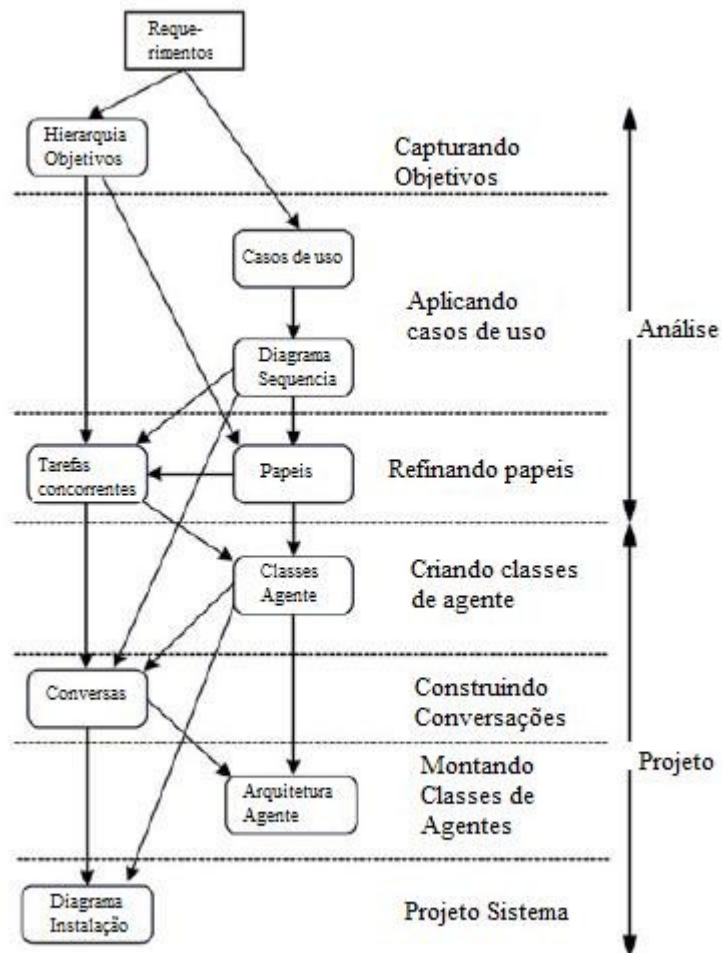 Reque-
rimentos
Hierarquia
Objetivos
Capturando
Objetivos
Casos de uso
Aplicando
casos de uso
Análise
Diagrama
Sequencia
Tarefas
concorrentes
Papeis
Refinando papeis
Classes
Agente
Criando classes
de agente
Conversas
Construindo
Conversações
Projeto
Arquitetura
Agente
Montando
Classes de
Agentes
Diagrama
Instalação
Projeto Sistema